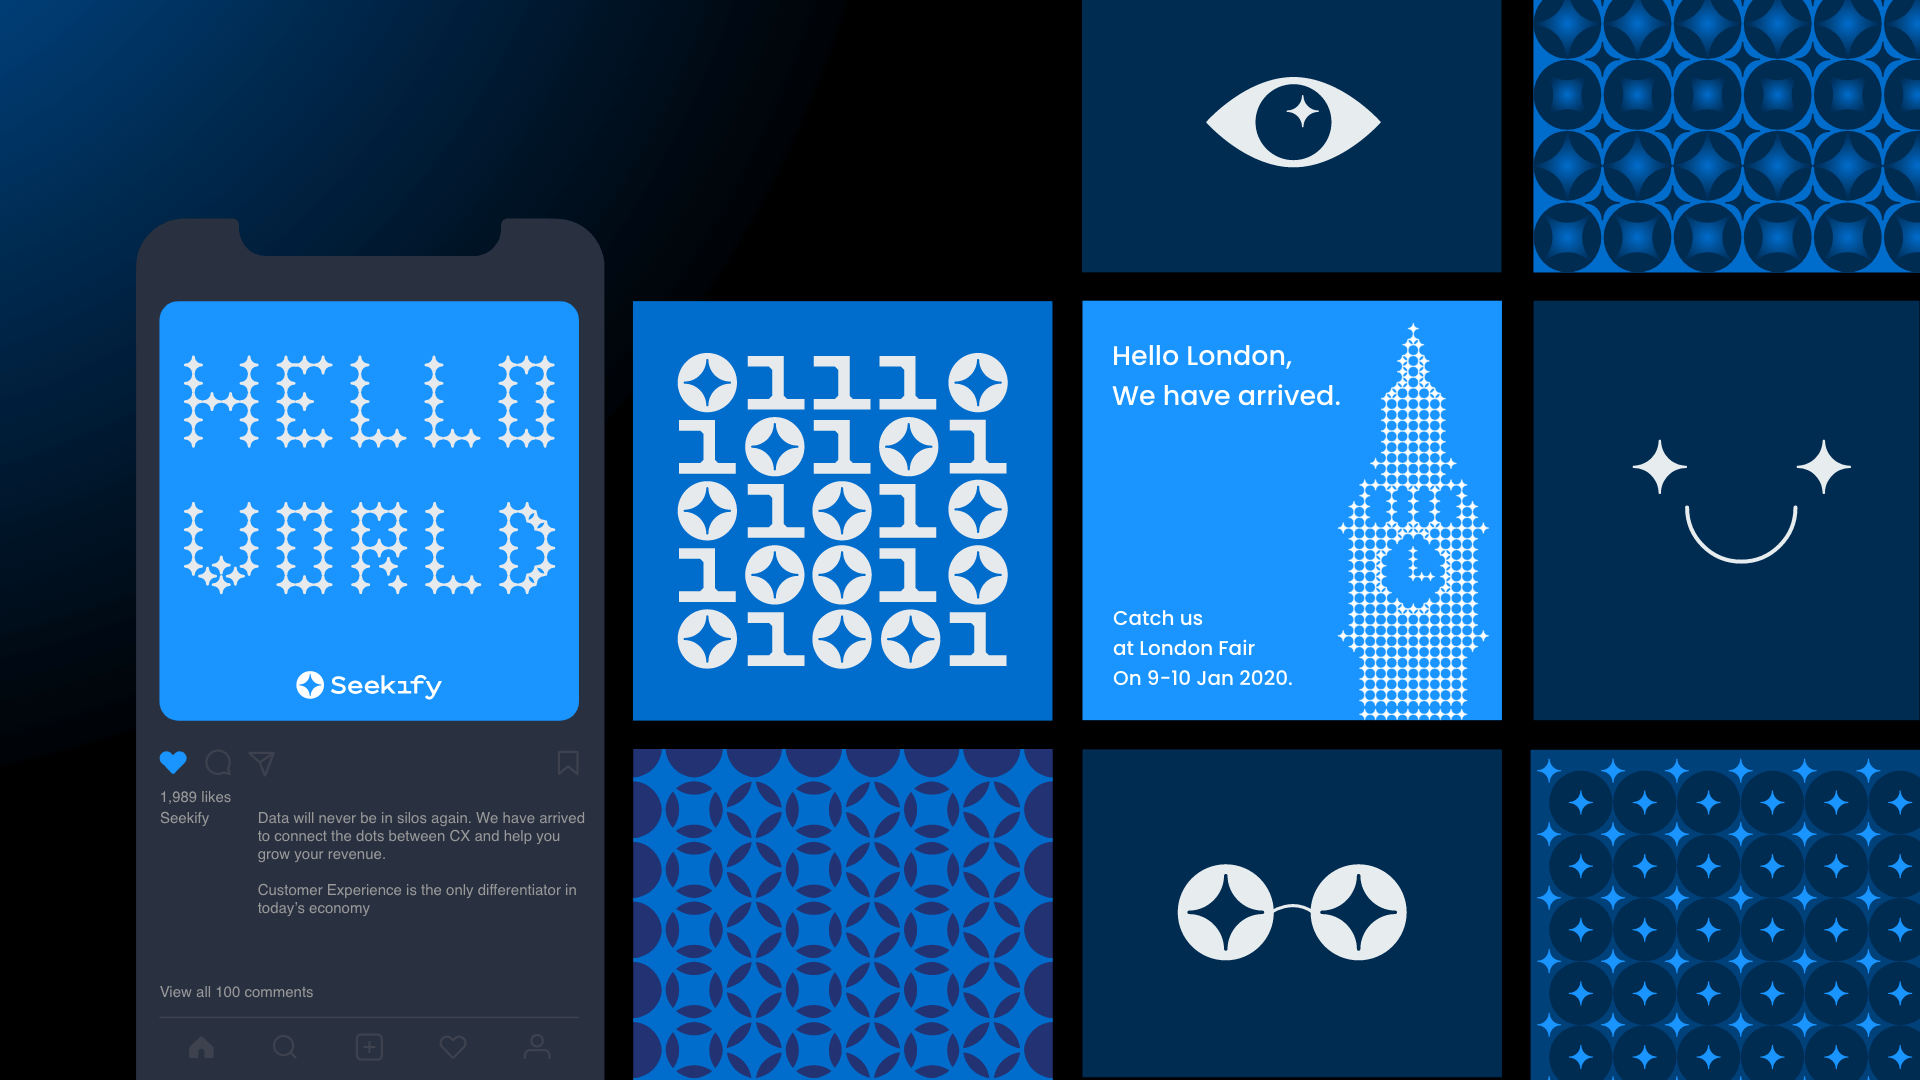 HELLO
WORLD
Seekify
1,989 likes
Seekify
Data will never be in silos again. We have arrived
to connect the dots between CX and help you
grow your revenue.
Customer Experience is the only differentiator in
today's economy
View all 100 comments
01110
10101
01010
10010
01001
Hello London,
We have arrived.
Catch us
at London Fair
On 9-10 Jan 2020.